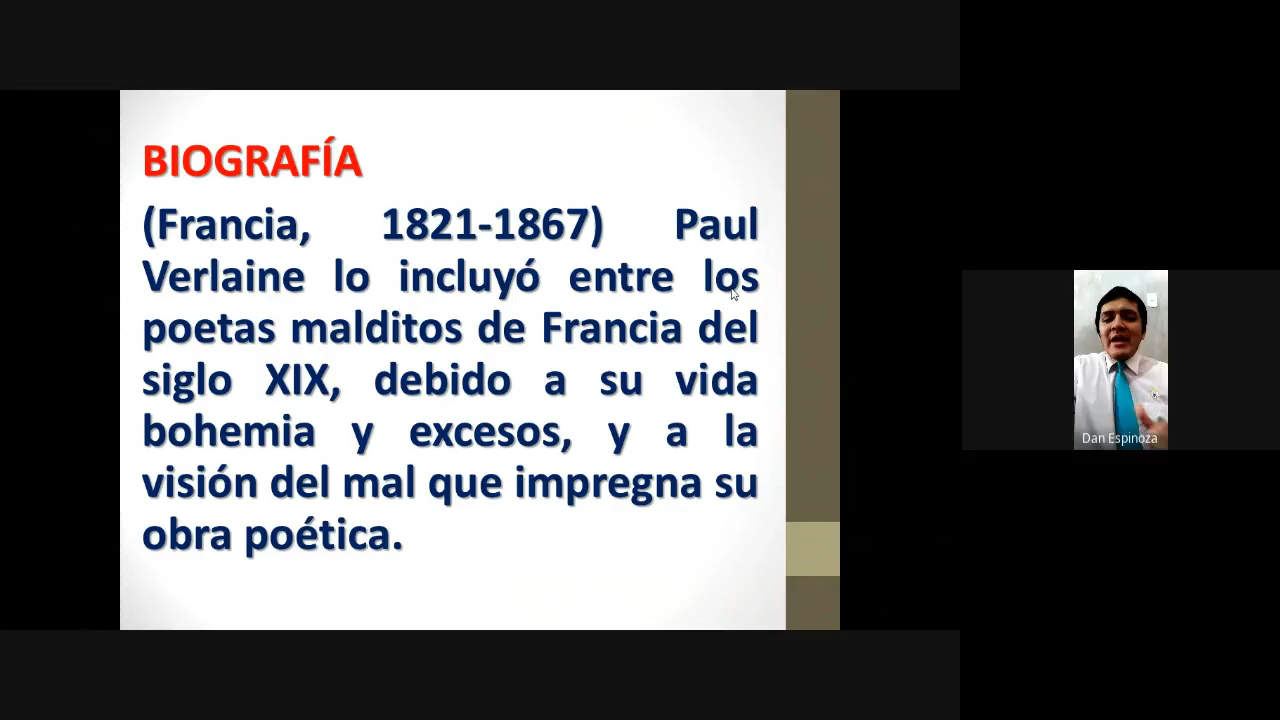 BIOGRAFÍA
(Francia, 1821-1867) Paul
Verlaine lo incluyó entre los
poetas malditos de Francia del
siglo XIX, debido a su vida
bohemia y excesos, y a la
visión del mal que impregna su
obra poética.
Dan Espinoza